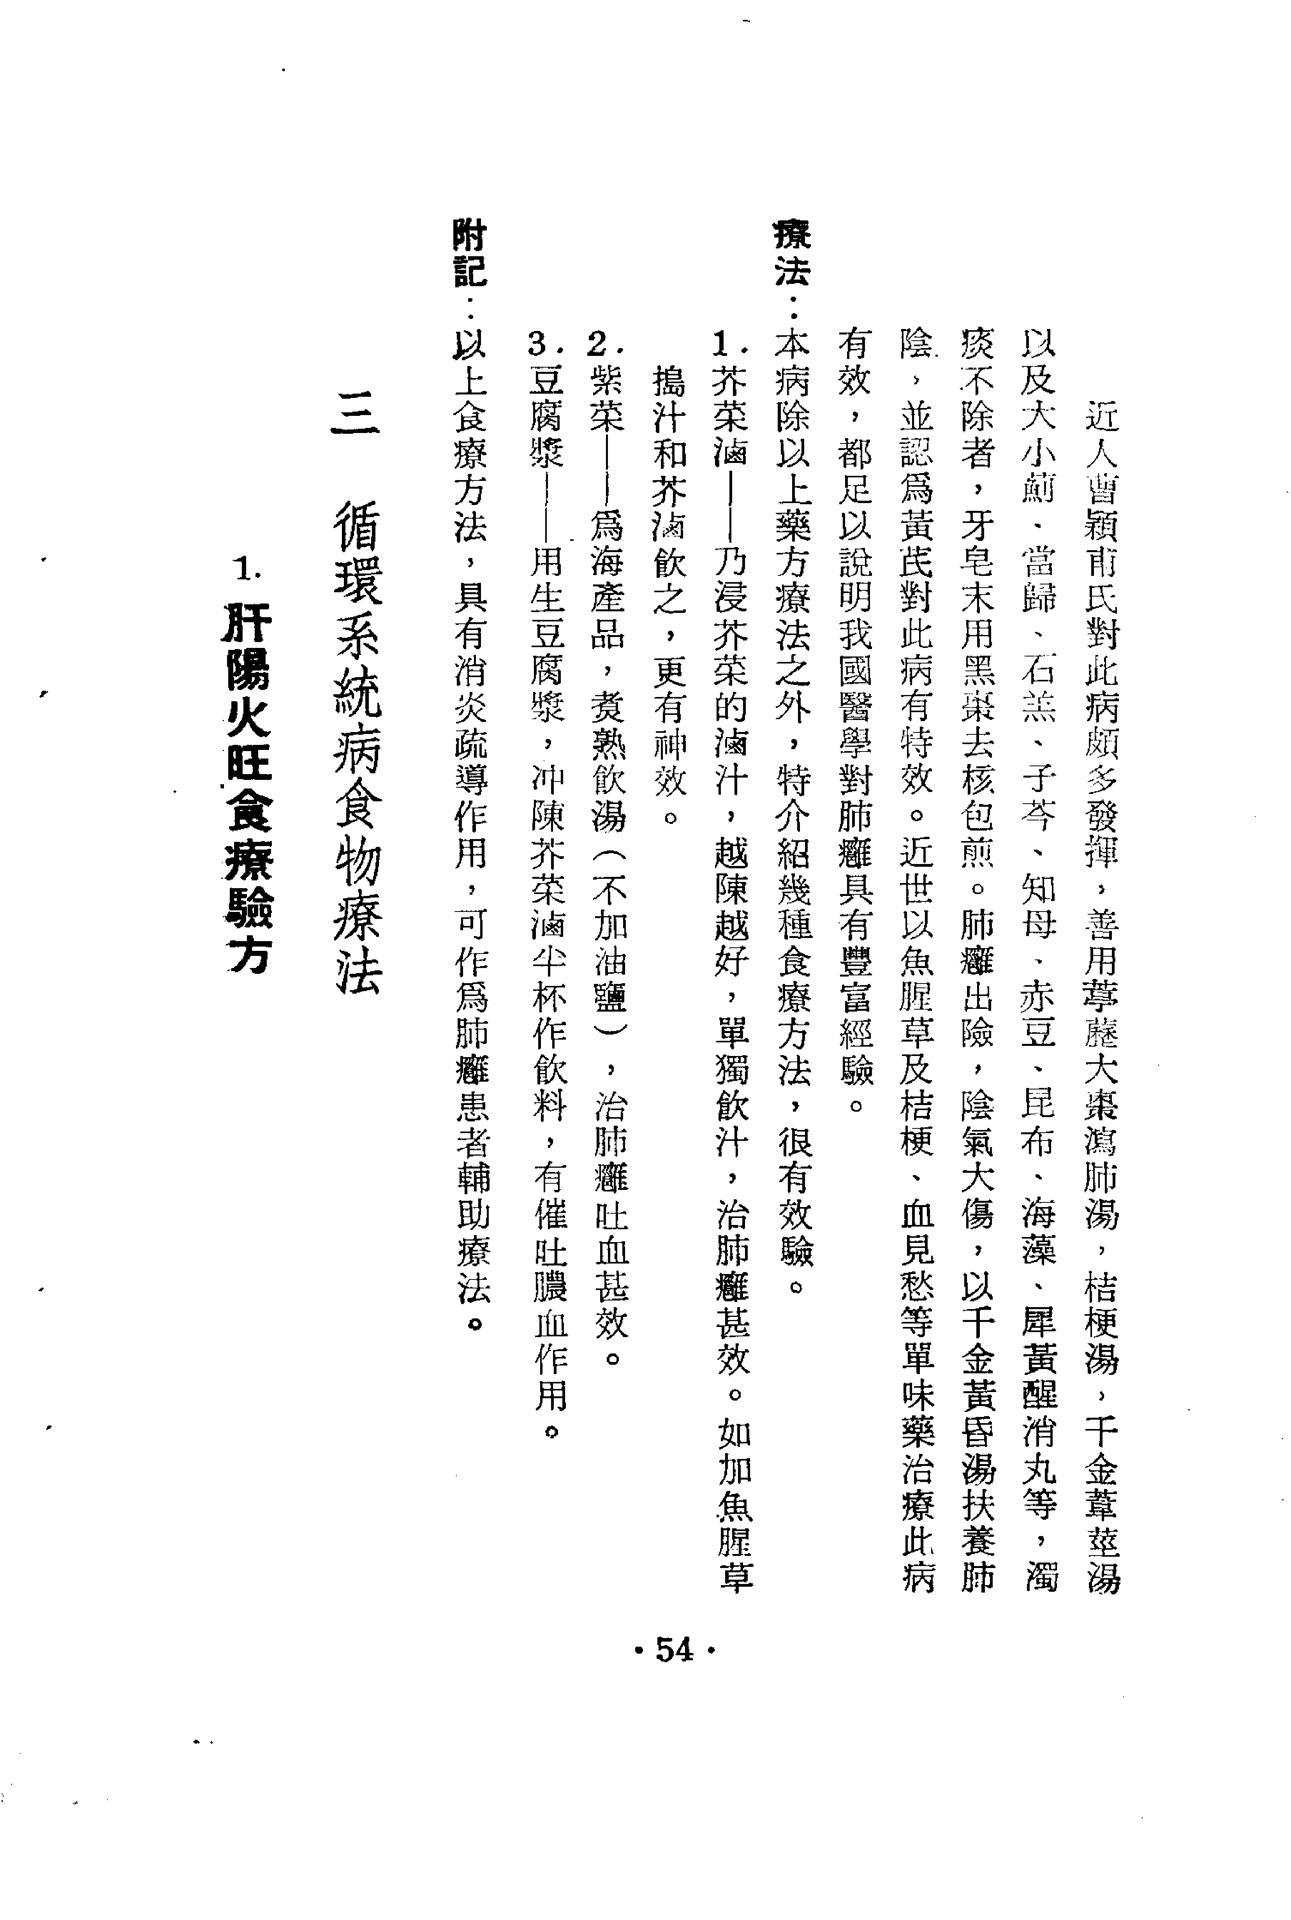 近人曹穎甫氏對此病頗多發揮，善用葶藶大棗瀉肺湯，桔梗湯，千金葦莖湯
以及大小薊、當歸、石羔、子芩、知母、赤豆、昆布、海藻、犀黃醒消丸等，濁
痰不除者，牙皂末用黑棗去核包煎。肺癰出險，陰氣大傷，以千金黃昏湯扶養肺
陰，並認爲黃芪對此病有特效。近世以魚腥草及桔梗、血見愁等單味藥治療此病
有效，都足以說明我國醫學對肺癰具有豐富經驗。
療法：本病除以上藥方療法之外，特介紹幾種食療方法，很有效驗。
1.芥菜滷——乃浸芥菜的滷汁，越陳越好，單獨飲汁，治肺癰甚效。如加魚腥草
搗汁和芥滷飲之，更有神效。
2.紫菜——爲海產品，煑熟飲湯（不加油鹽），治肺癰吐血甚效。
3.豆腐漿——用生豆腐漿，冲陳芥菜滷半杯作飲料，有催吐膿血作用。
附記：以上食療方法，具有消炎疏導作用，可作爲肺癰患者輔助療法。
三　循環系統病食物療法
1.肝陽火旺食療驗方
·54·